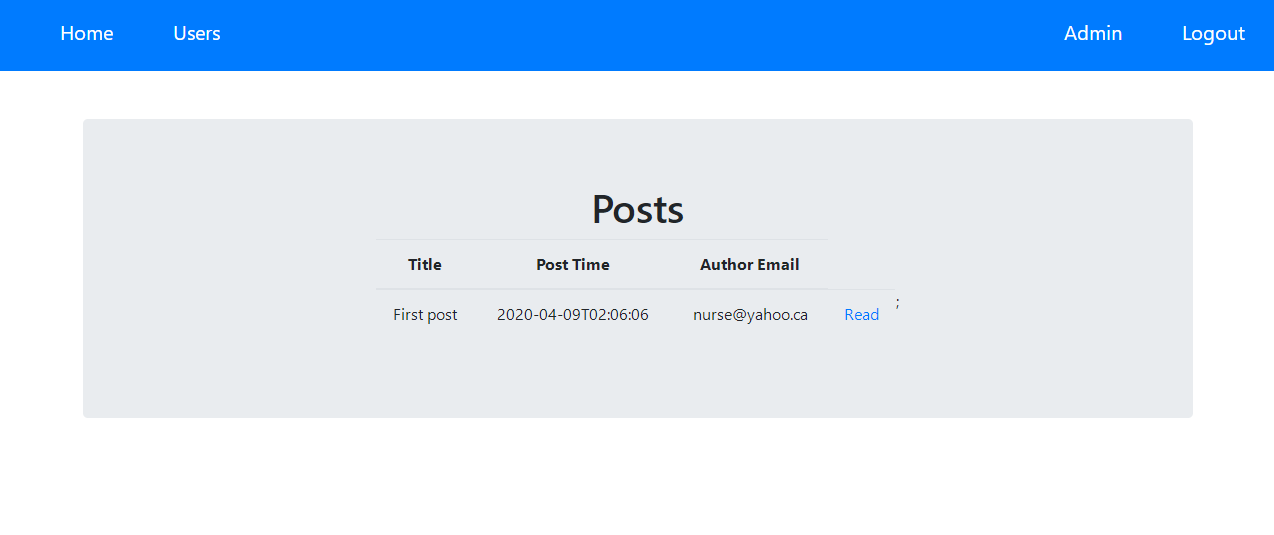 Home Users Admin Logout
Posts
Title Post Time Author Email
First post 2020-04-09T02:06:06 nurse@yahoo.ca Read ;